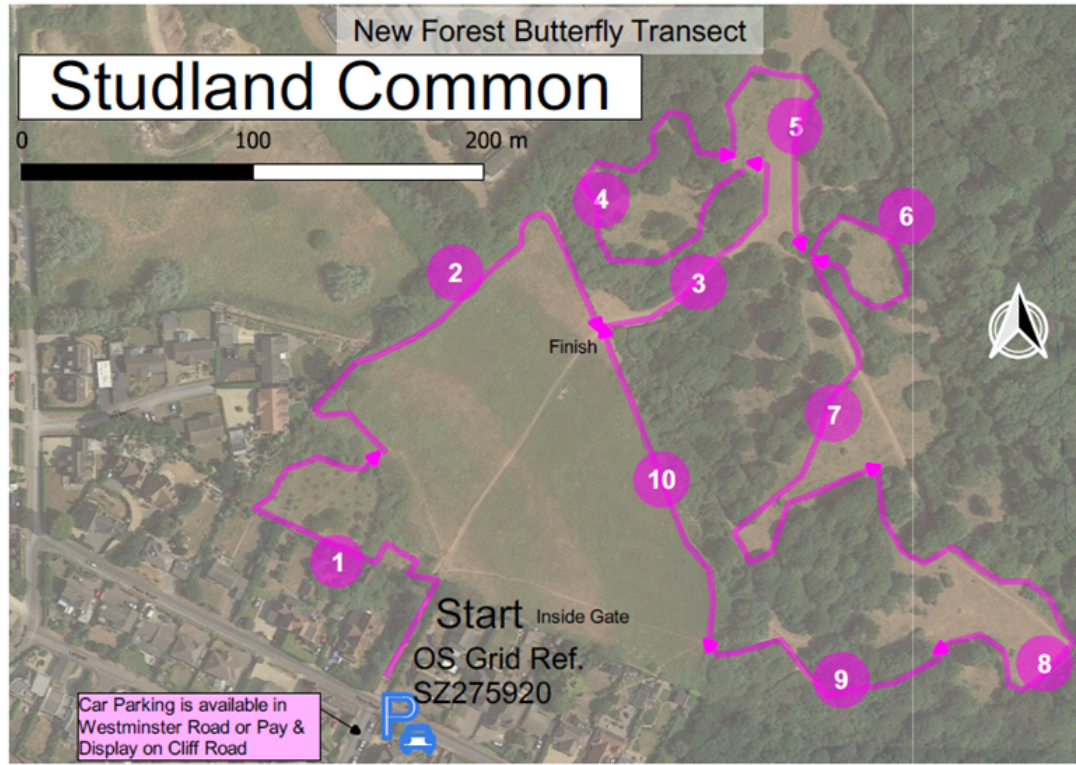 New Forest Butterfly Transect
Studland Common
0 100 200 m
5
4
6
2
3
Finish
7
10
1
Start Inside Gate
OS Grid Ref.
SZ275920
8
9
Car Parking is available in
Westminster Road or Pay &
Display on Cliff Road
P